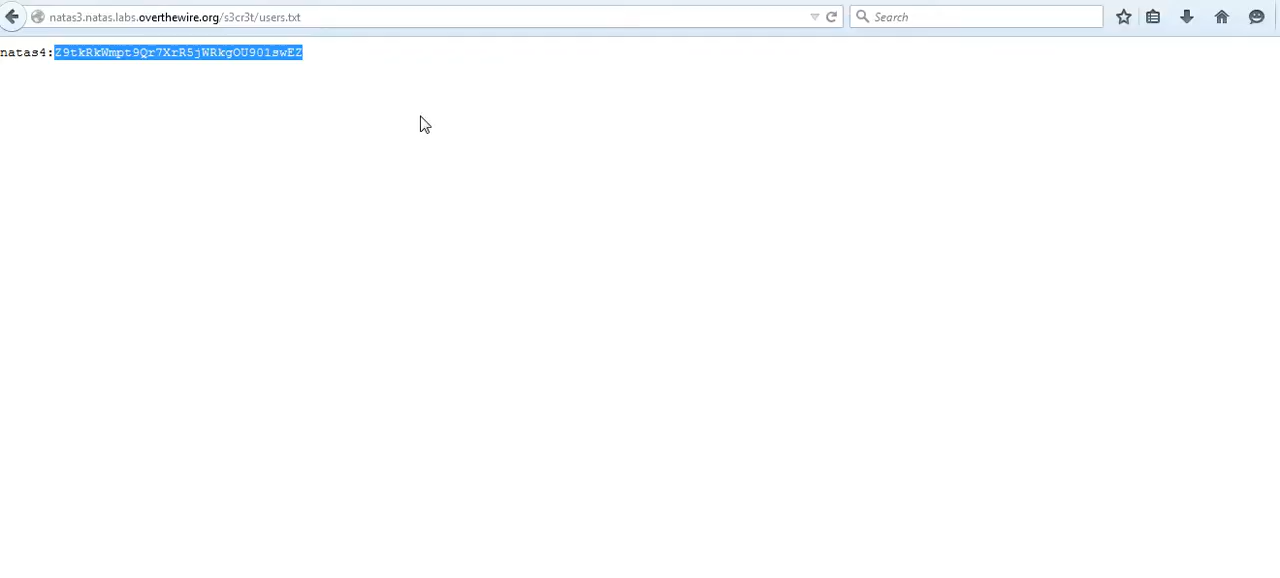 natas3.natas.labs.overthewire.org/s3cr3t/users.txt
Search
natas4:Z9tkRkWmpt9Qr7XrR5jWRkgOU901swEZ